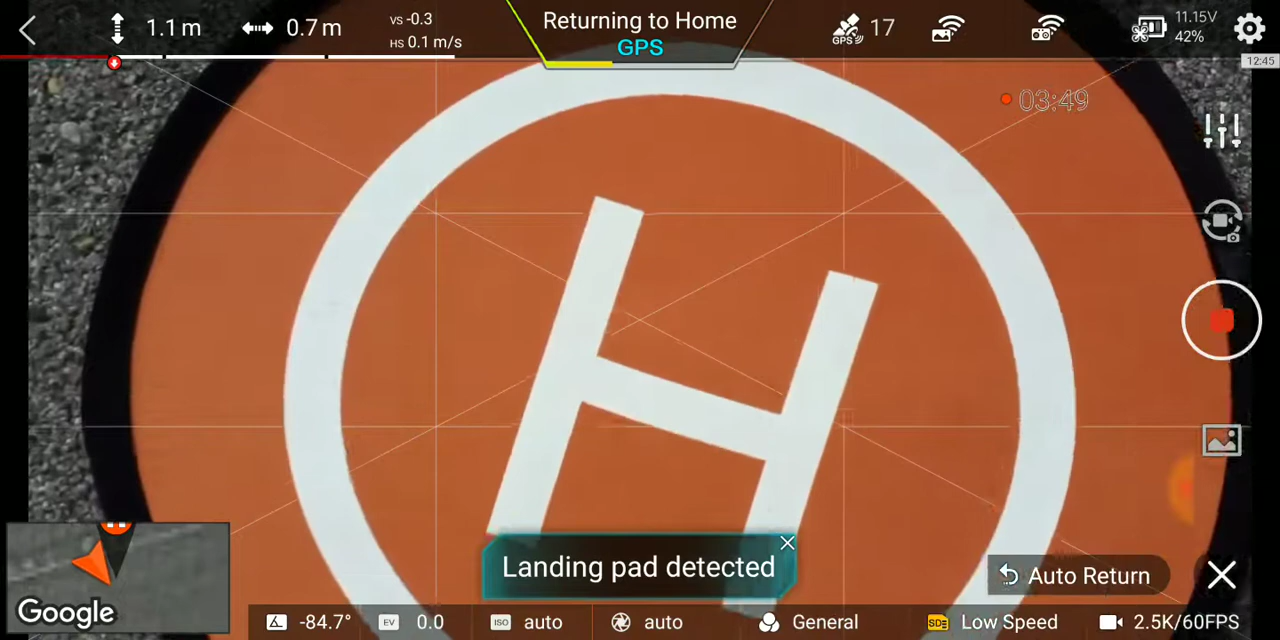 1.1 m
0.7 m
VS -0.3
HS 0.1 m/s
Returning to Home
GPS
GPS
17
11.15V
42%
12:45
03:49
H
Landing pad detected
Auto Return
Google
-84.7°
EV
0.0
ISO
auto
auto
General
SD
Low Speed
2.5K/60FPS